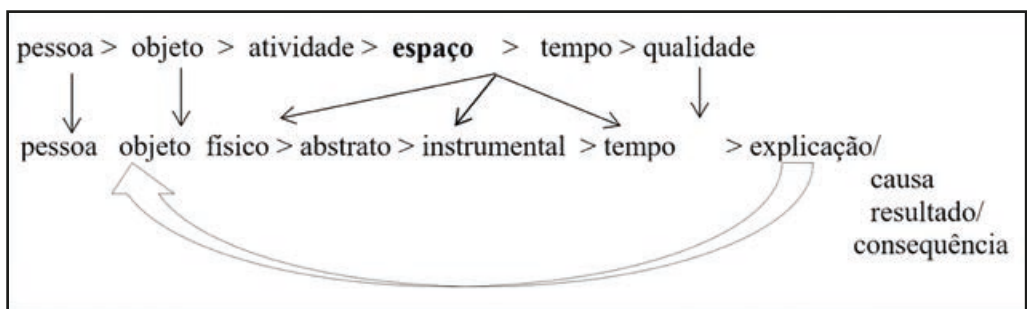 pessoa > objeto > atividade > espaço > tempo > qualidade
pessoa objeto físico > abstrato > instrumental > tempo > explicação/
causa
resultado/
consequência